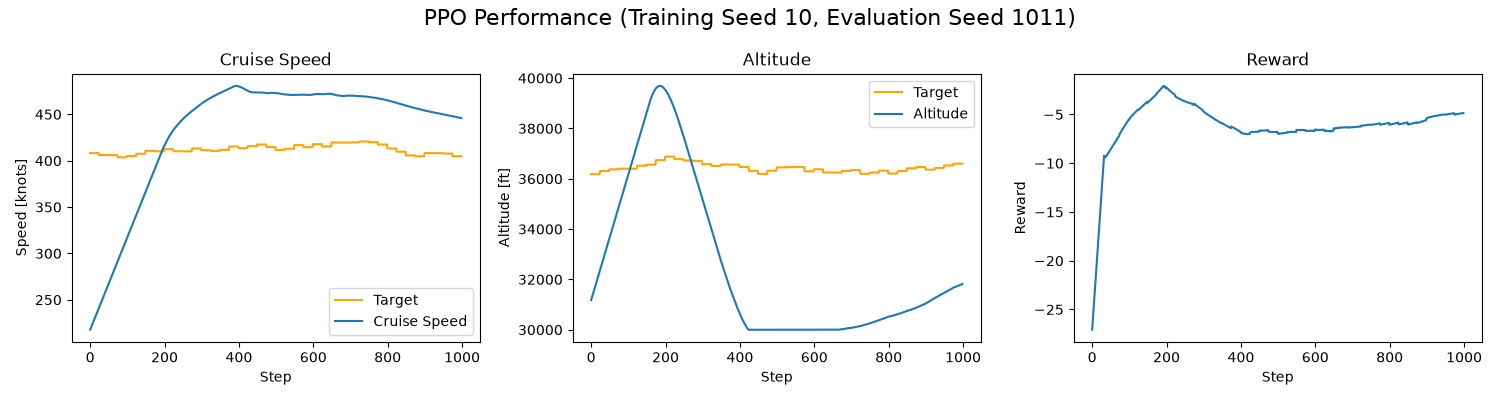 PPO Performance (Training Seed 10, Evaluation Seed 1011)
Cruise Speed
Speed [knots]
450
400
350
300
250
0 200 400 600 800 1000
Step
Target
Cruise Speed
Altitude
Altitude [ft]
40000
38000
36000
34000
32000
30000
0 200 400 600 800 1000
Step
Target
Altitude
Reward
Reward
−5
−10
−15
−20
−25
0 200 400 600 800 1000
Step